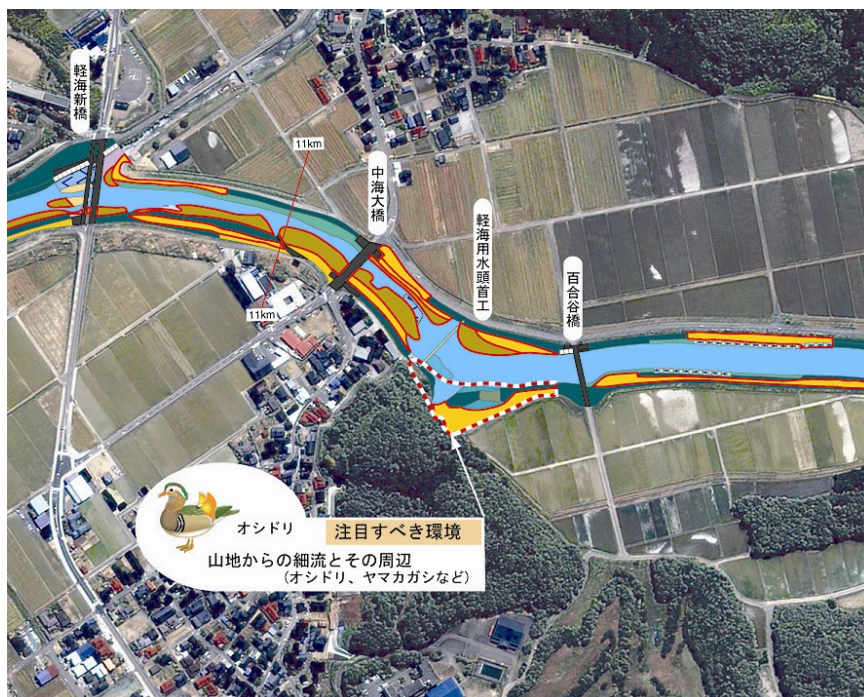 軽海新橋
11km
中海大橋
軽海用水頭首工
百合谷橋
11km
オシドリ
注目すべき環境
山地からの細流とその周辺
(オシドリ、ヤマカガシなど)